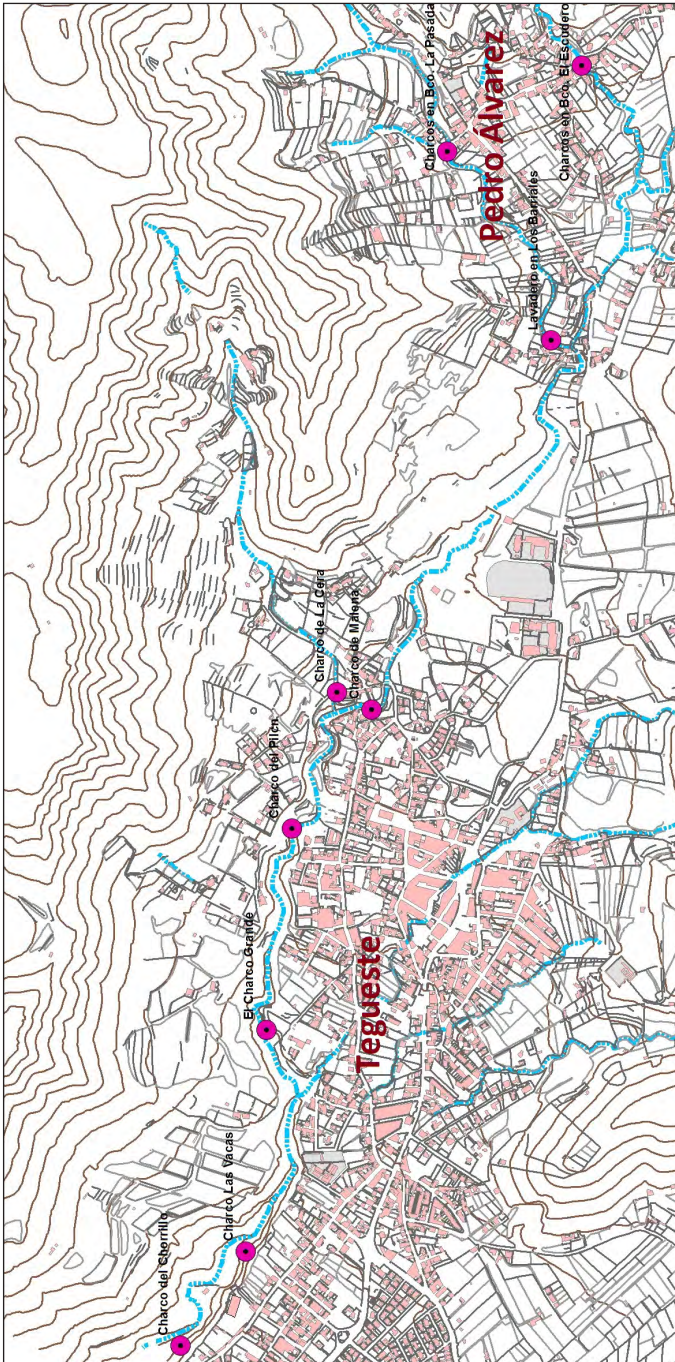 Charco del Chorrillo
Charco Las Vacas
El Charco Grande
Charco del Pilón
Charco de La Cera
Charco de Malena
Tegueste
Lavadero en Los Barriales
Charcos en Bco. La Pasada
Pedro Álvarez
Charcos en Bco. El Escudero